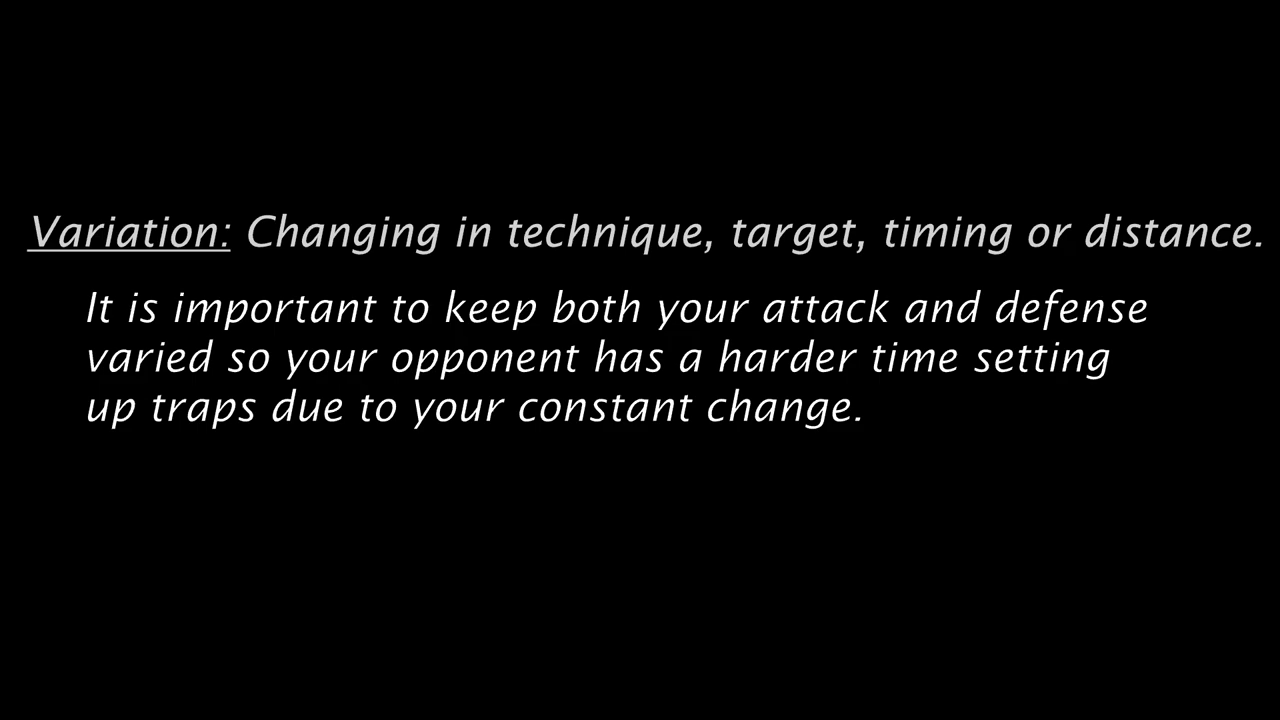 Variation: Changing in technique, target, timing or distance.
It is important to keep both your attack and defense
varied so your opponent has a harder time setting
up traps due to your constant change.